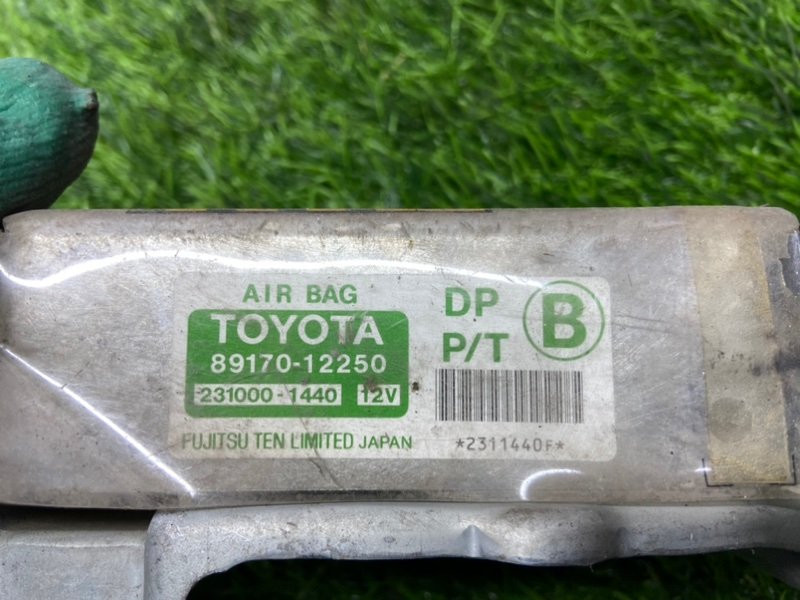 AIR BAG
TOYOTA
89170-12250
231000-1440 12V
FUJITSU TEN LIMITED JAPAN
DP
P/T
B
*2311440F*